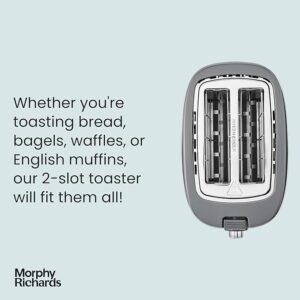 Whether you're
toasting bread,
bagels, waffles, or
English muffins,
our 2-slot toaster
will fit them all!
Morphy
Richards